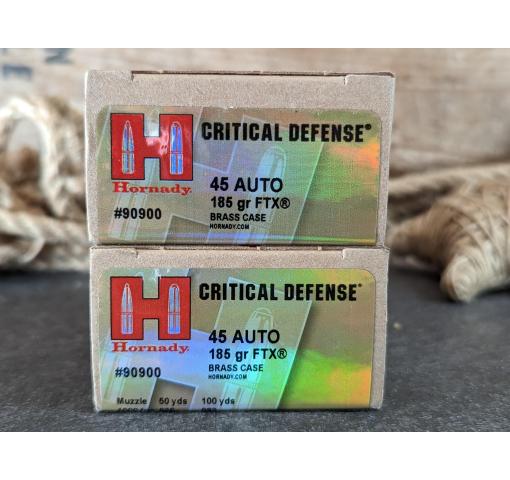 CRITICAL DEFENSE®
H
Hornady
45 AUTO
185 gr FTX®
#90900
BRASS CASE
HORNADY.COM
CRITICAL DEFENSE®
H
Hornady
45 AUTO
185 gr FTX®
#90900
BRASS CASE
HORNADY.COM
Muzzle 50 yds 100 yds